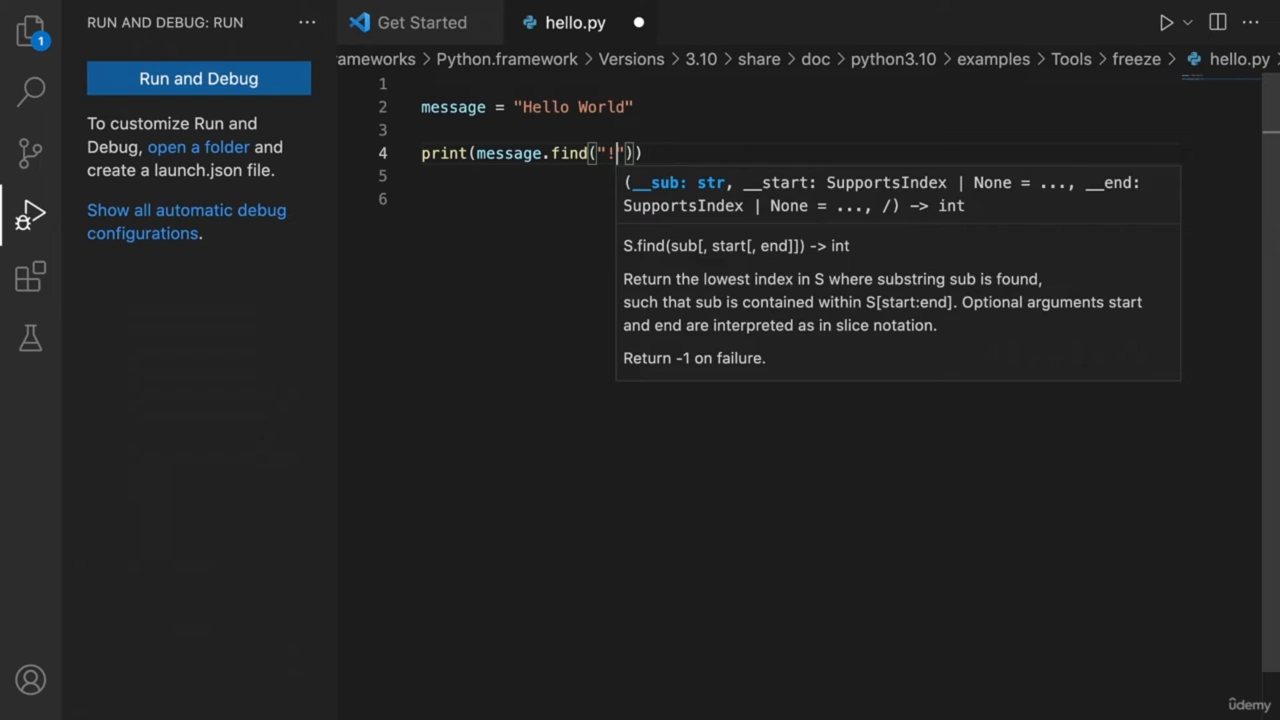 RUN AND DEBUG: RUN ···
Get Started
hello.py
1
Run and Debug
To customize Run and
Debug, open a folder and
create a launch.json file.
Show all automatic debug
configurations.
rameworks > Python.framework > Versions > 3.10 > share > doc > python3.10 > examples > Tools > freeze > hello.py >
1
2 message = "Hello World"
3
4 print(message.find("!"))
5
6
(__sub: str, __start: SupportsIndex | None = ..., __end:
SupportsIndex | None = ..., /) -> int
S.find(sub[, start[, end]]) -> int
Return the lowest index in S where substring sub is found,
such that sub is contained within S[start:end]. Optional arguments start
and end are interpreted as in slice notation.
Return -1 on failure.
ûdemy